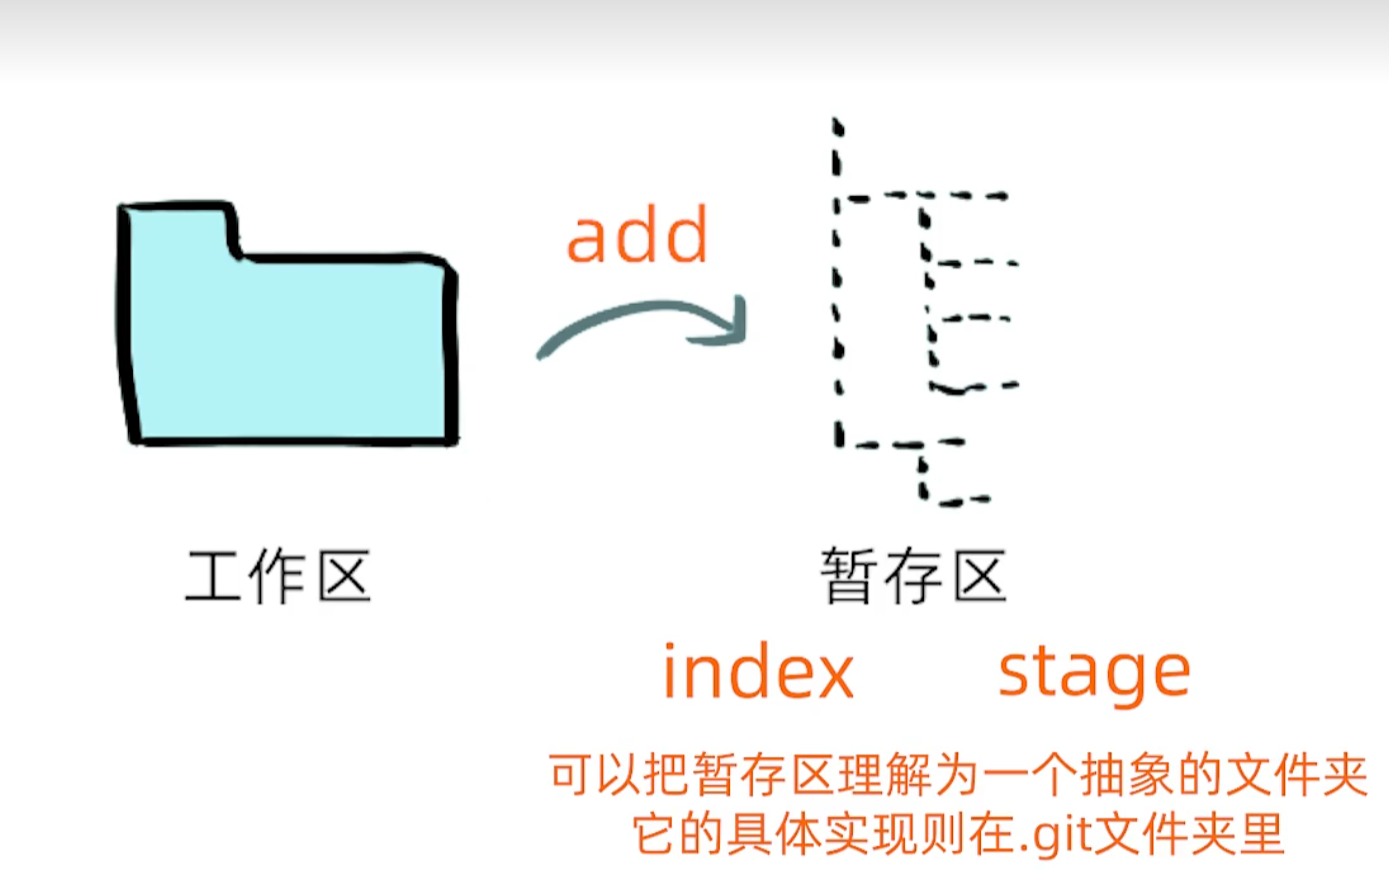 add
工作区
暂存区
index stage
可以把暂存区理解为一个抽象的文件夹
它的具体实现则在.git文件夹里